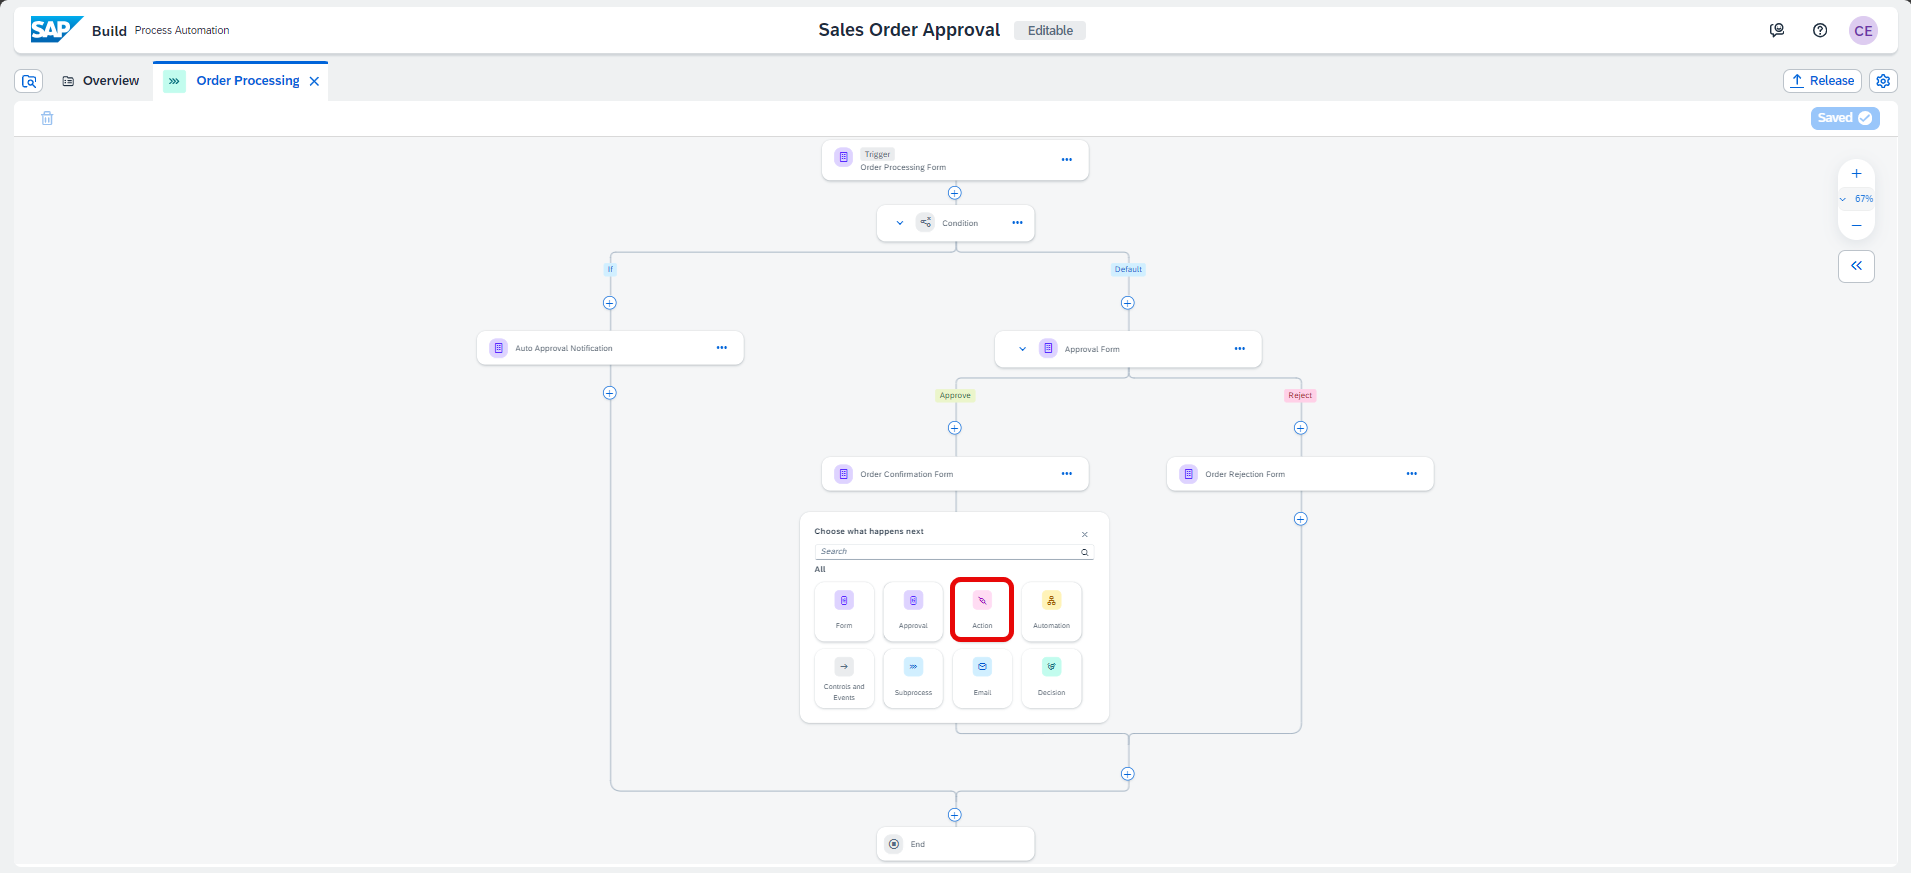 SAP Build Process Automation
Sales Order Approval
Editable
CE
Overview
Order Processing
Release
Saved
Trigger
Order Processing Form
67%
Condition
If
Default
Auto Approval Notification
Approval Form
Approve
Reject
Order Confirmation Form
Order Rejection Form
Choose what happens next
Search
All
Form
Approval
Action
Automation
Controls and
Events
Subprocess
Email
Decision
End